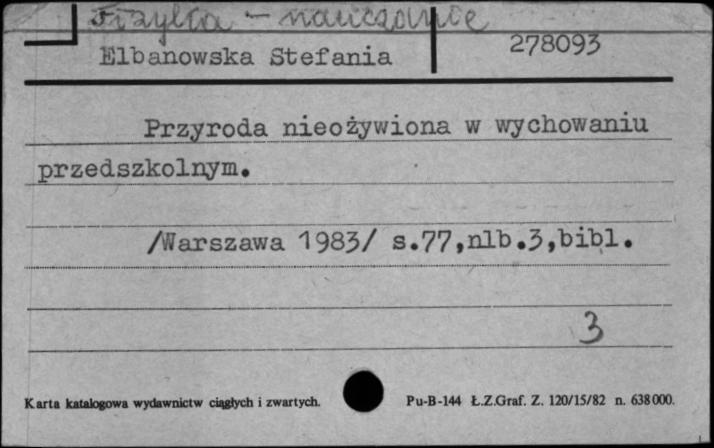 Fizyka - nauczanie
Elbanowska Stefania 278093
Przyroda nieożywiona w wychowaniu
przedszkolnym.
/Warszawa 1983/ s.77,nlb.3,bibl.
3
Karta katalogowa wydawnictw ciągłych i zwartych. Pu-B-144 Ł.Z.Graf. Z. 120/15/82 n. 638000.